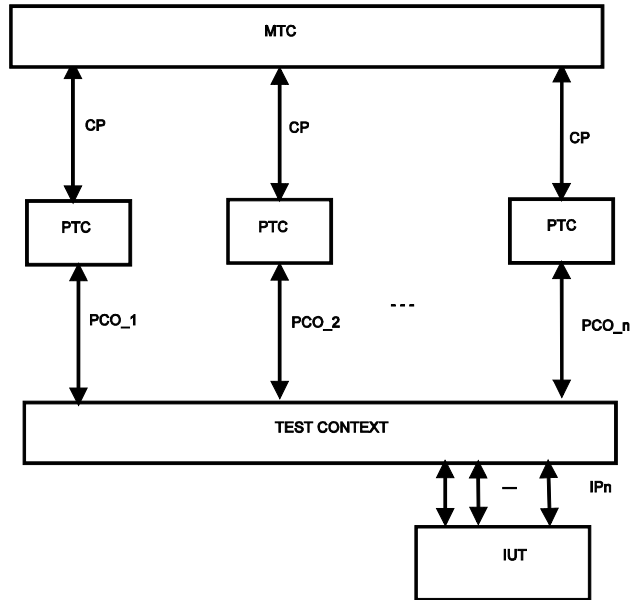 MTC
CP
CP
CP
PTC
PTC
PTC
PCO_1
PCO_2
- - -
PCO_n
TEST CONTEXT
—
IPn
IUT